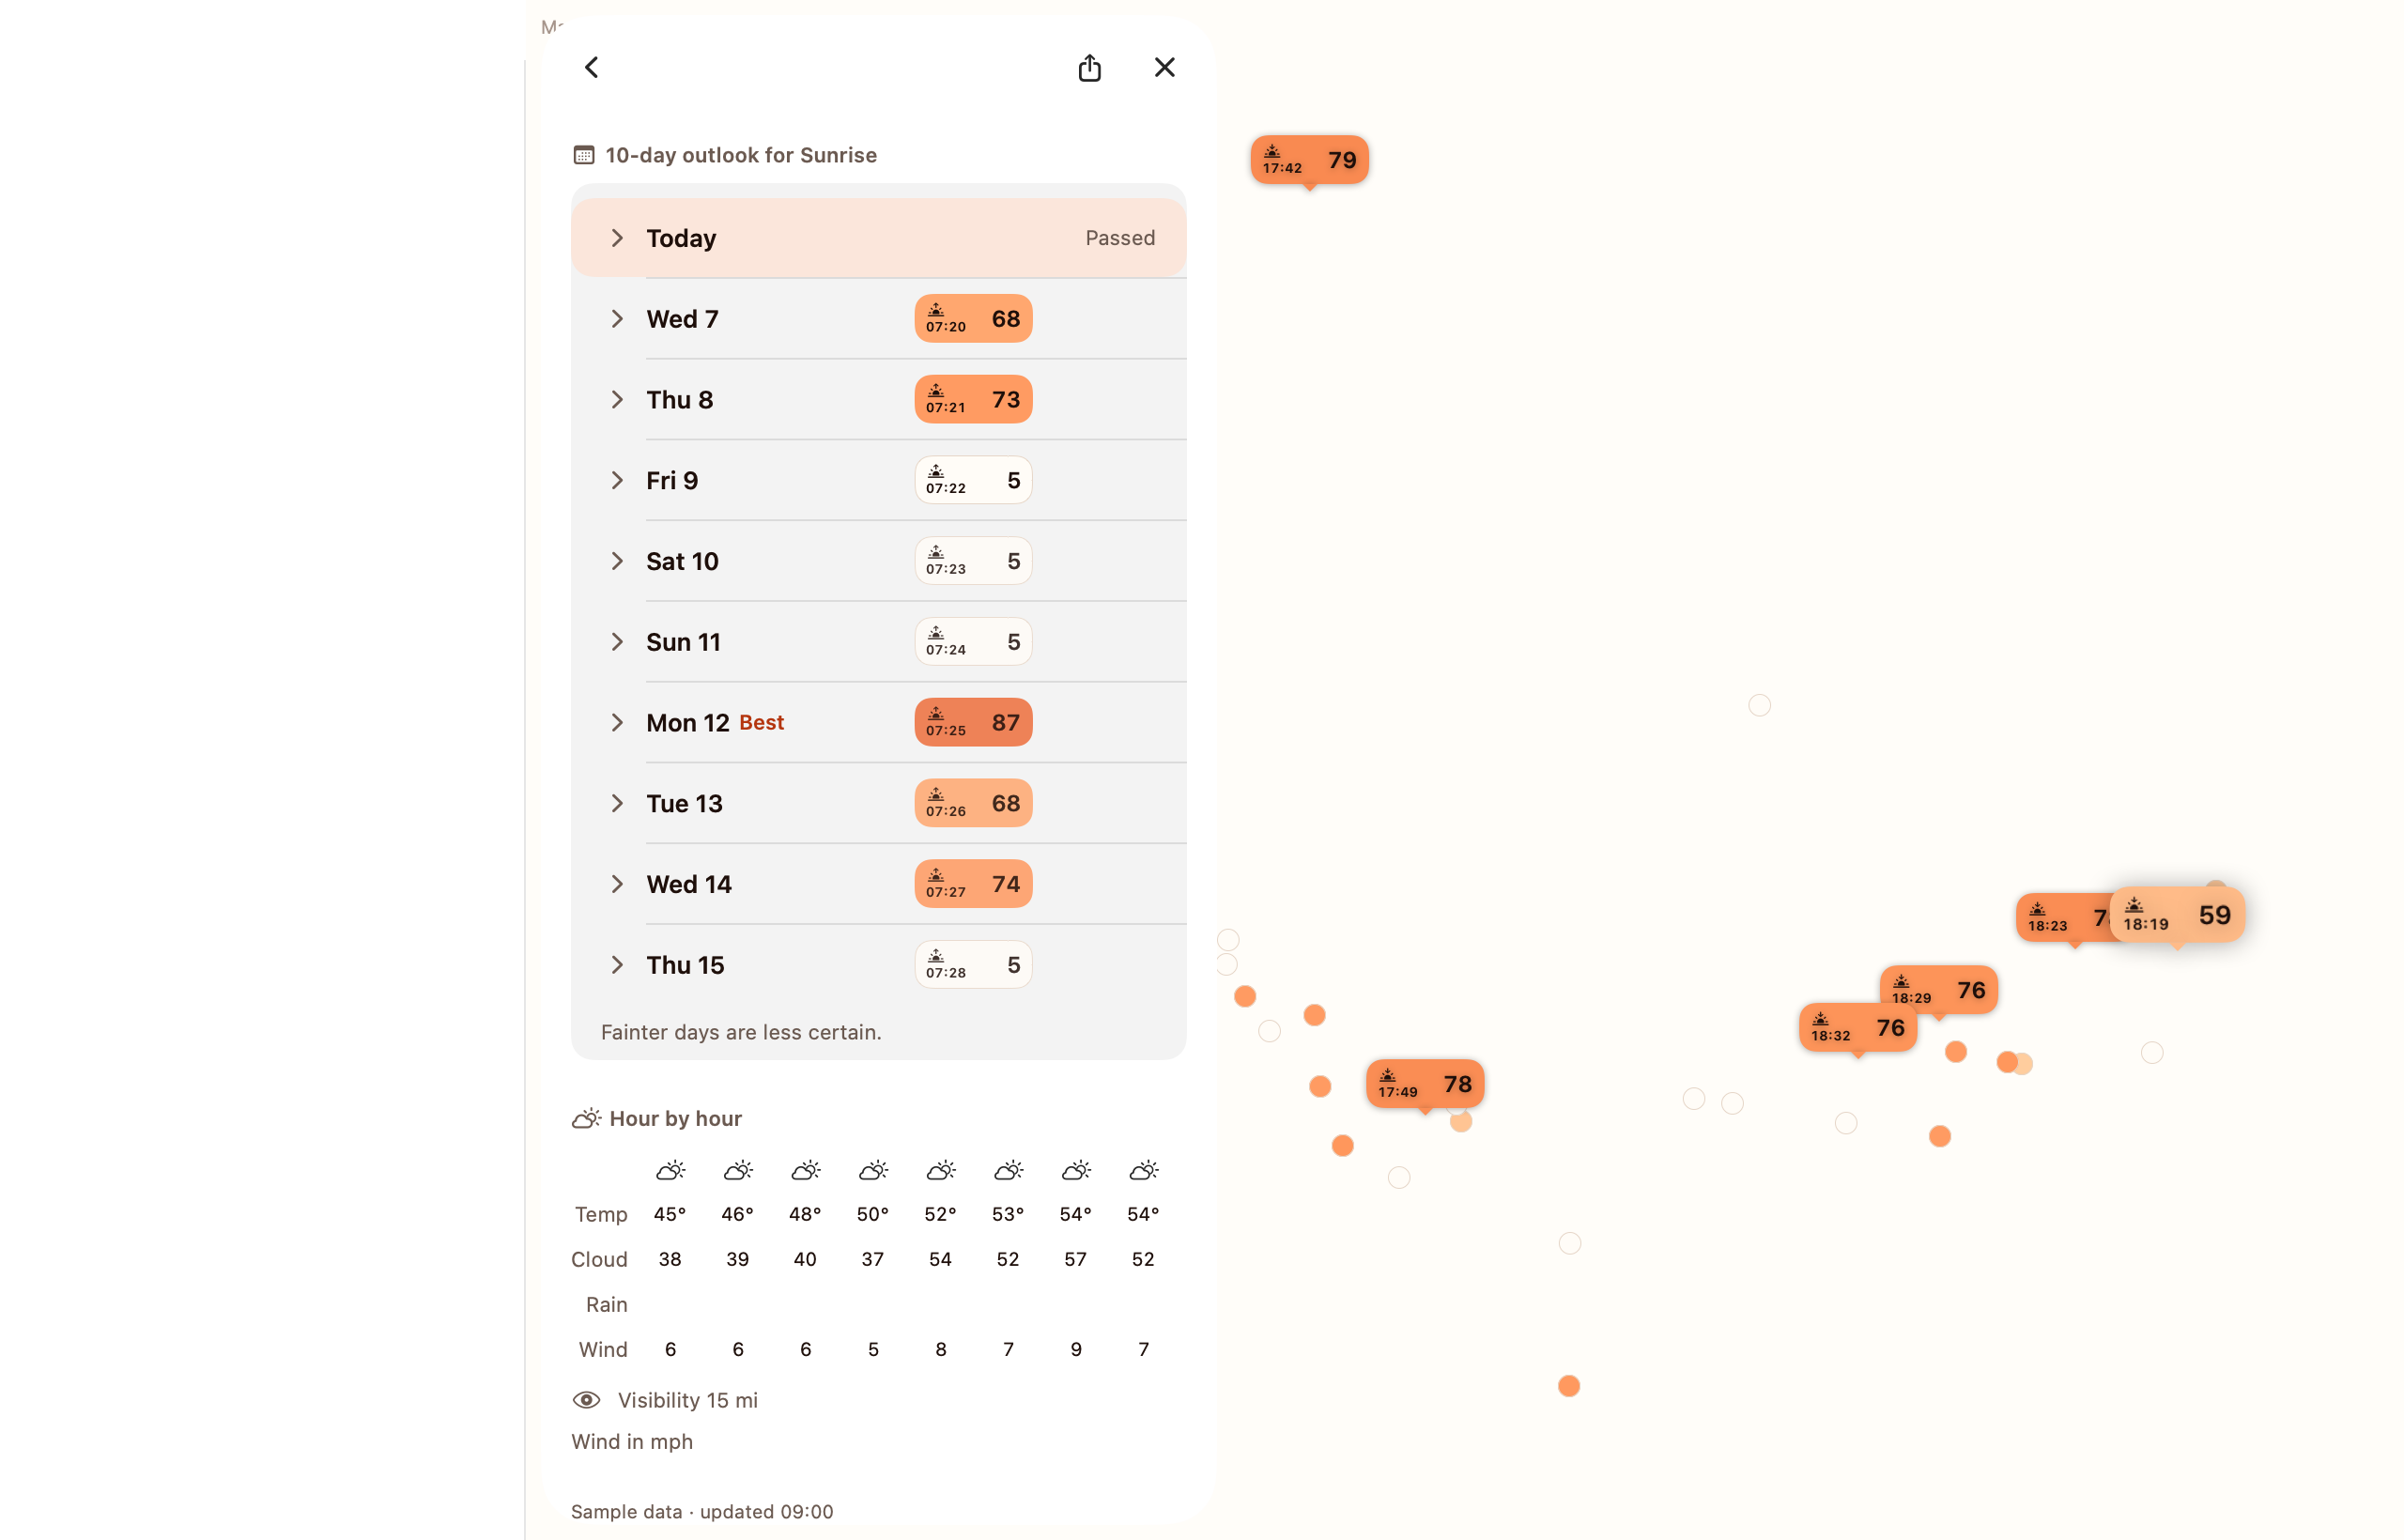 10-day outlook for Sunrise
Today Passed
Wed 7 07:20 68
Thu 8 07:21 73
Fri 9 07:22 5
Sat 10 07:23 5
Sun 11 07:24 5
Mon 12 Best 07:25 87
Tue 13 07:26 68
Wed 14 07:27 74
Thu 15 07:28 5
Fainter days are less certain.
Hour by hour
Temp 45° 46° 48° 50° 52° 53° 54° 54°
Cloud 38 39 40 37 54 52 57 52
Rain
Wind 6 6 6 5 8 7 9 7
Visibility 15 mi
Wind in mph
Sample data · updated 09:00
17:42 79
18:23
18:19 59
18:29 76
18:32 76
17:49 78